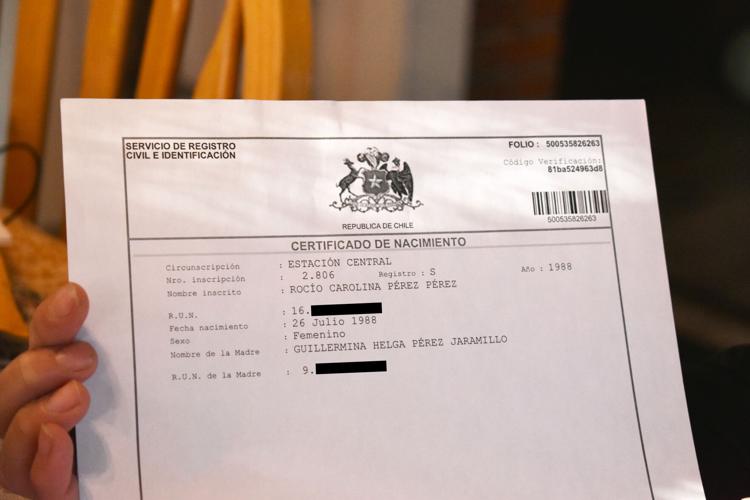 SERVICIO DE REGISTRO
CIVIL E IDENTIFICACIÓN
FOLIO : 500535826263
Código Verificación:
81ba524963d8
500535826263
REPUBLICA DE CHILE
CERTIFICADO DE NACIMIENTO
Circunscripción : ESTACIÓN CENTRAL
Nro. inscripción : 2.806 Registro : S Año : 1988
Nombre inscrito : ROCÍO CAROLINA PÉREZ PÉREZ
R.U.N. : 16.
Fecha nacimiento : 26 Julio 1988
Sexo : Femenino
Nombre de la Madre : GUILLERMINA HELGA PÉREZ JARAMILLO
R.U.N. de la Madre : 9.